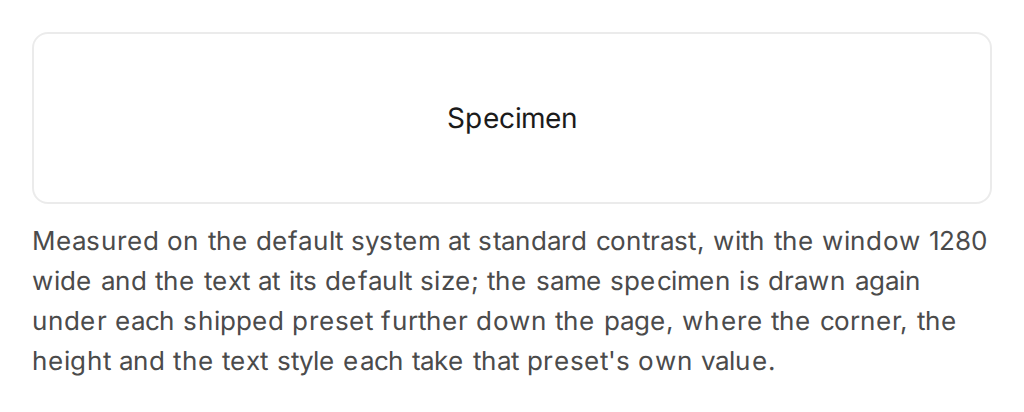 Specimen
Measured on the default system at standard contrast, with the window 1280
wide and the text at its default size; the same specimen is drawn again
under each shipped preset further down the page, where the corner, the
height and the text style each take that preset's own value.